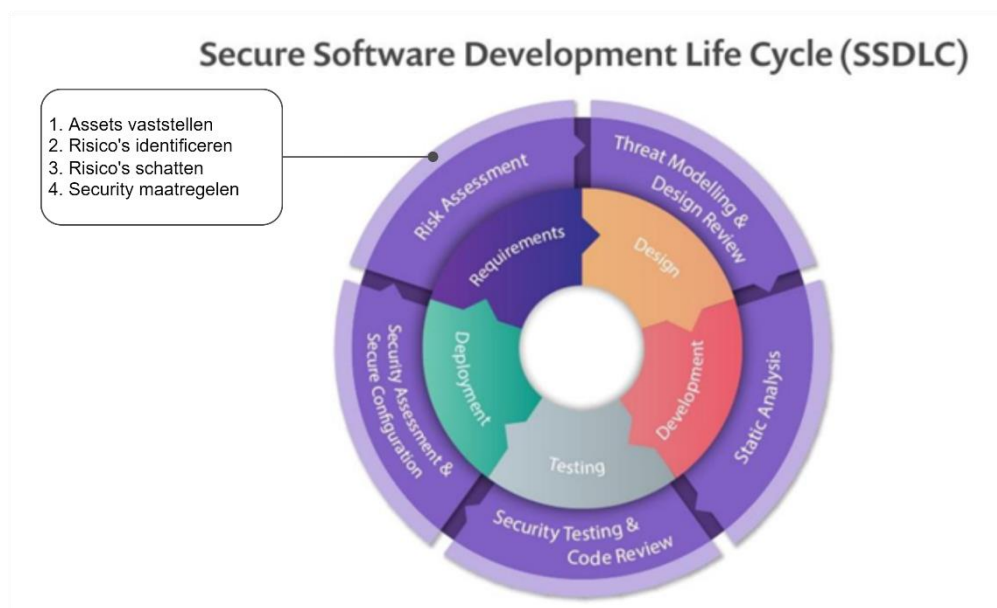 Secure Software Development Life Cycle (SSDLC)
1. Assets vaststellen
2. Risico's identificeren
3. Risico's schatten
4. Security maatregelen
Risk Assessment
Threat Modelling &
Design Review
Requirements
Design
Security Assessment &
Secure Configuration
Deployment
Development
Static Analysis
Testing
Security Testing &
Code Review